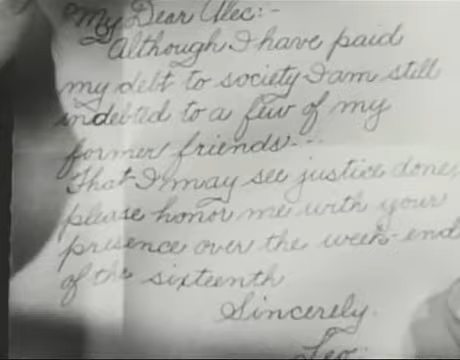 My Dear Alec:-
Although I have paid
my debt to society I am still
indebted to a few of my
former friends---
That I may see justice done,
please honor me with your
presence over the week-end
of the sixteenth
Sincerely.
Leo